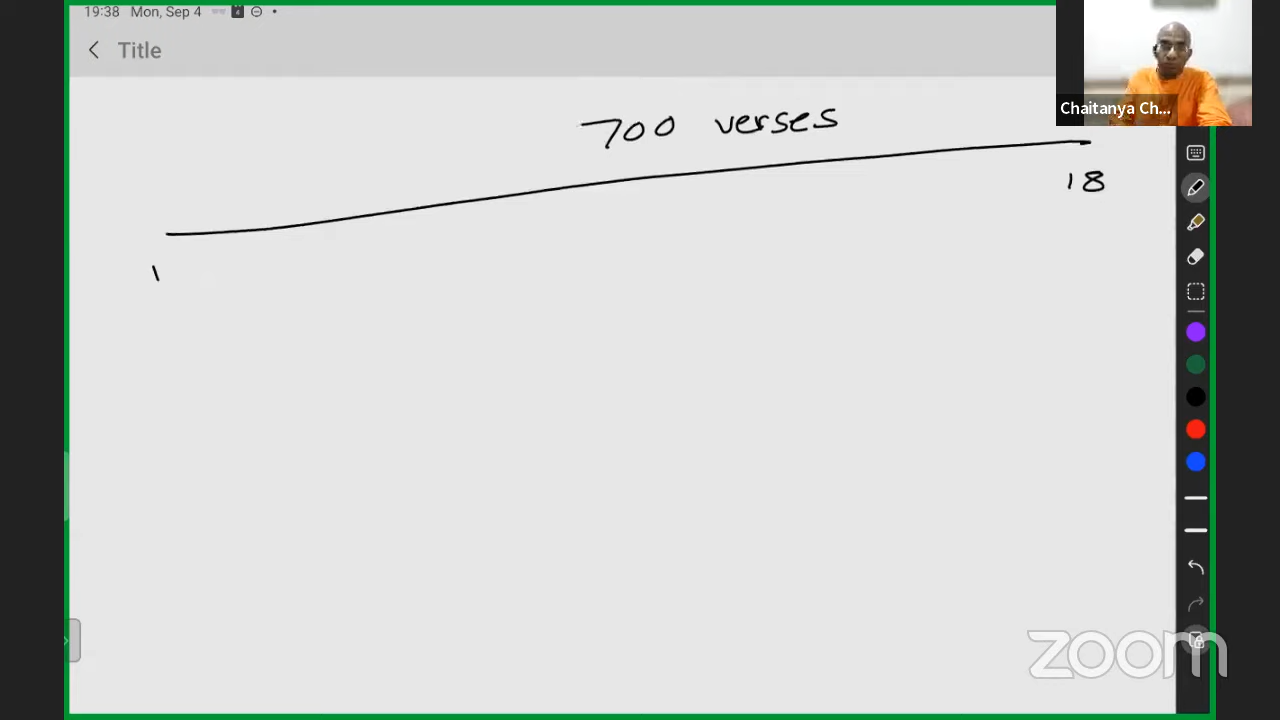 19:38 Mon, Sep 4
Title
Chaitanya Ch...
700 verses
18
1
zoom